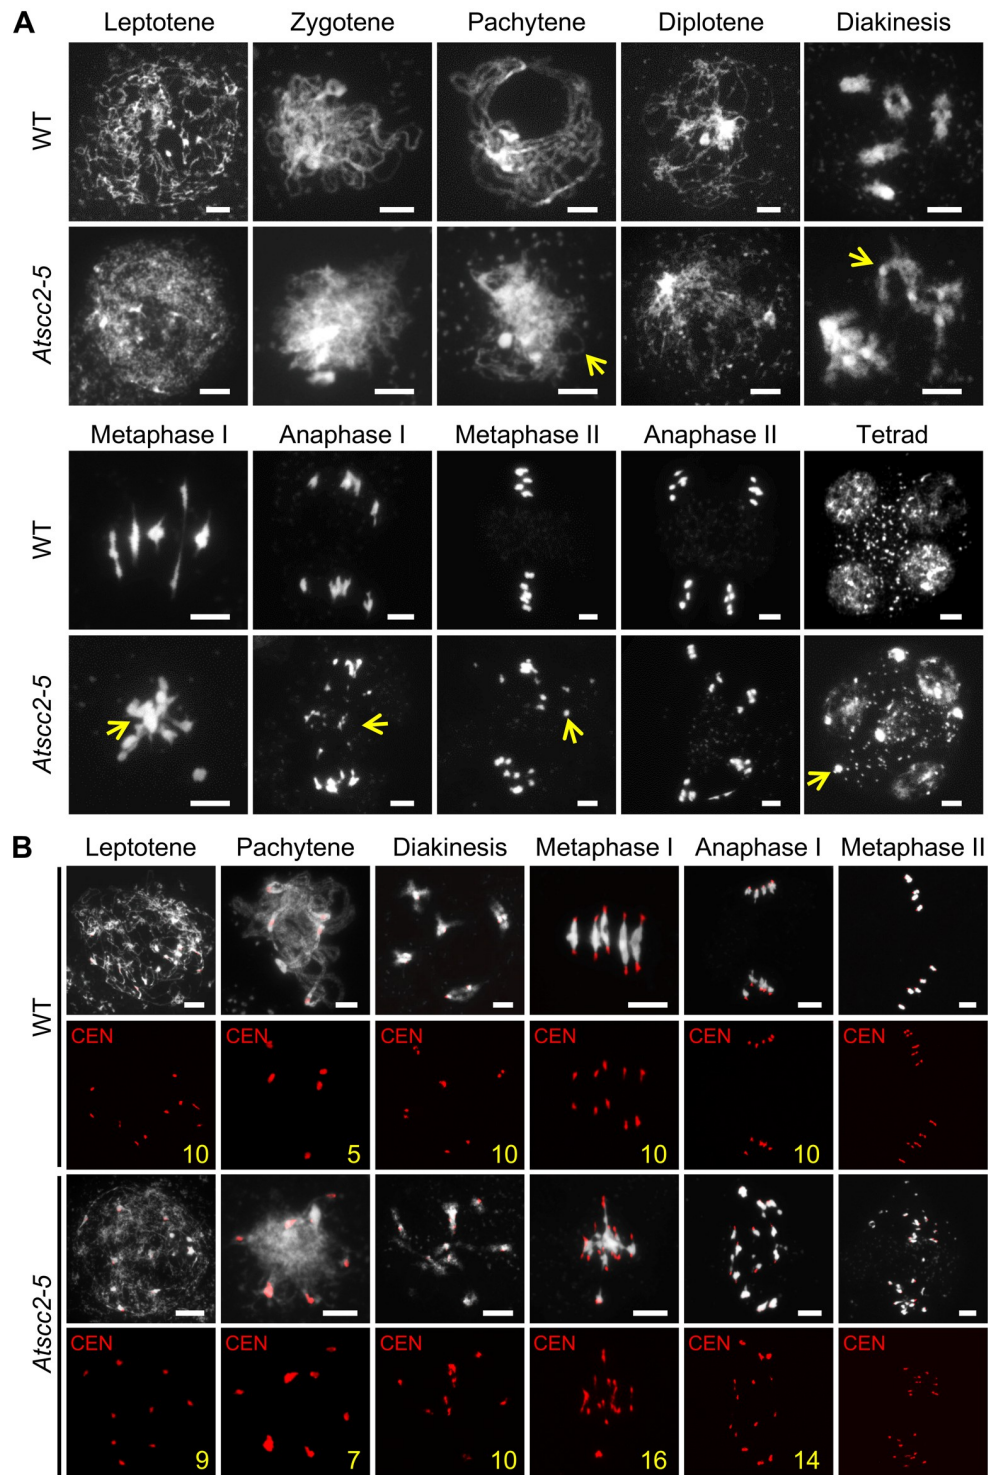 A
Leptotene Zygotene Pachytene Diplotene Diakinesis
WT
Atscc2-5
Metaphase I Anaphase I Metaphase II Anaphase II Tetrad
WT
Atscc2-5
B
Leptotene Pachytene Diakinesis Metaphase I Anaphase I Metaphase II
WT
CEN CEN CEN CEN CEN CEN
10 5 10 10 10
Atscc2-5
CEN CEN CEN CEN CEN CEN
9 7 10 16 14